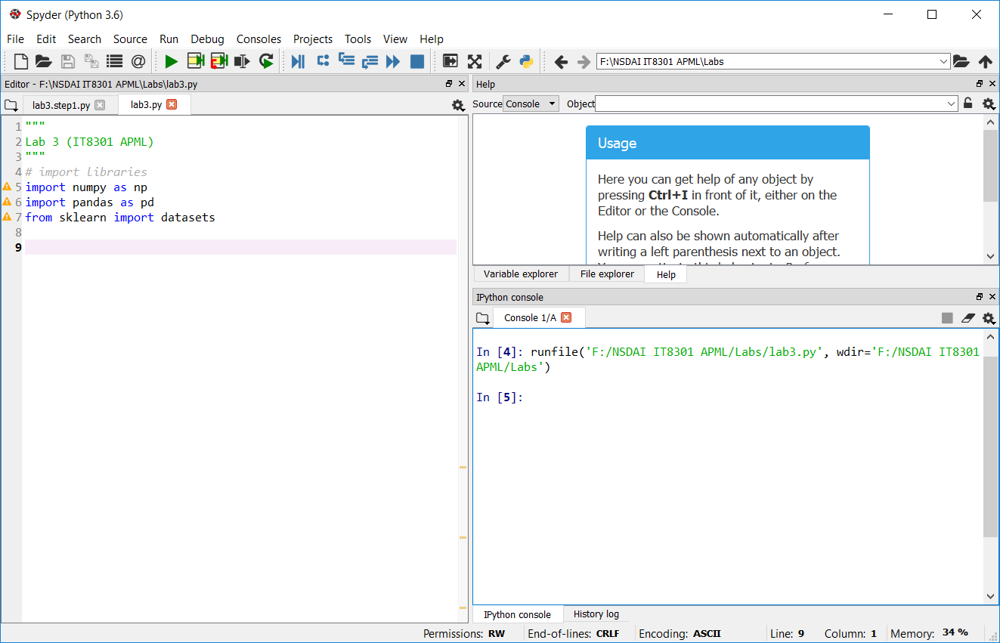 Spyder (Python 3.6)
File Edit Search Source Run Debug Consoles Projects Tools View Help
F:\NSDAI IT8301 APML\Labs
Editor - F:\NSDAI IT8301 APML\Labs\lab3.py
lab3.step1.py lab3.py
1 """
2 Lab 3 (IT8301 APML)
3 """
4 # import libraries
5 import numpy as np
6 import pandas as pd
7 from sklearn import datasets
8
9
Help
Source Console Object
Usage
Here you can get help of any object by
pressing Ctrl+I in front of it, either on the
Editor or the Console.
Help can also be shown automatically after
writing a left parenthesis next to an object.
Variable explorer File explorer Help
IPython console
Console 1/A
In [4]: runfile('F:/NSDAI IT8301 APML/Labs/lab3.py', wdir='F:/NSDAI IT8301
APML/Labs')
In [5]:
IPython console History log
Permissions: RW End-of-lines: CRLF Encoding: ASCII Line: 9 Column: 1 Memory: 34 %